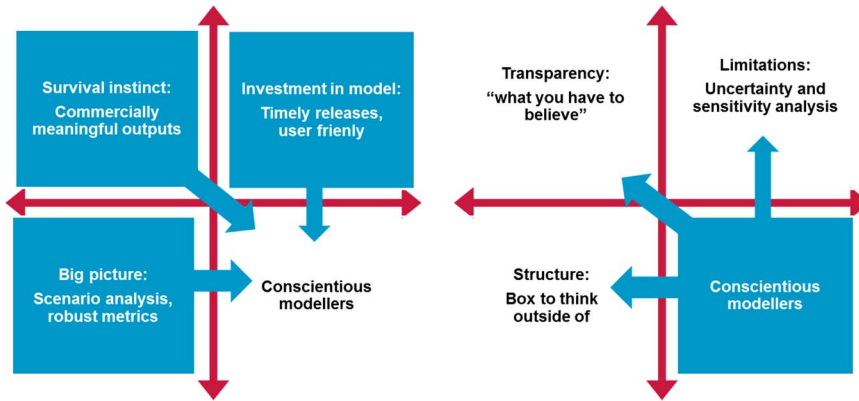 Survival instinct:
Commercially
meaningful outputs
Investment in model:
Timely releases,
user frienly
Big picture:
Scenario analysis,
robust metrics
Conscientious
modellers
Transparency:
“what you have to
believe”
Limitations:
Uncertainty and
sensitivity analysis
Structure:
Box to think
outside of
Conscientious
modellers